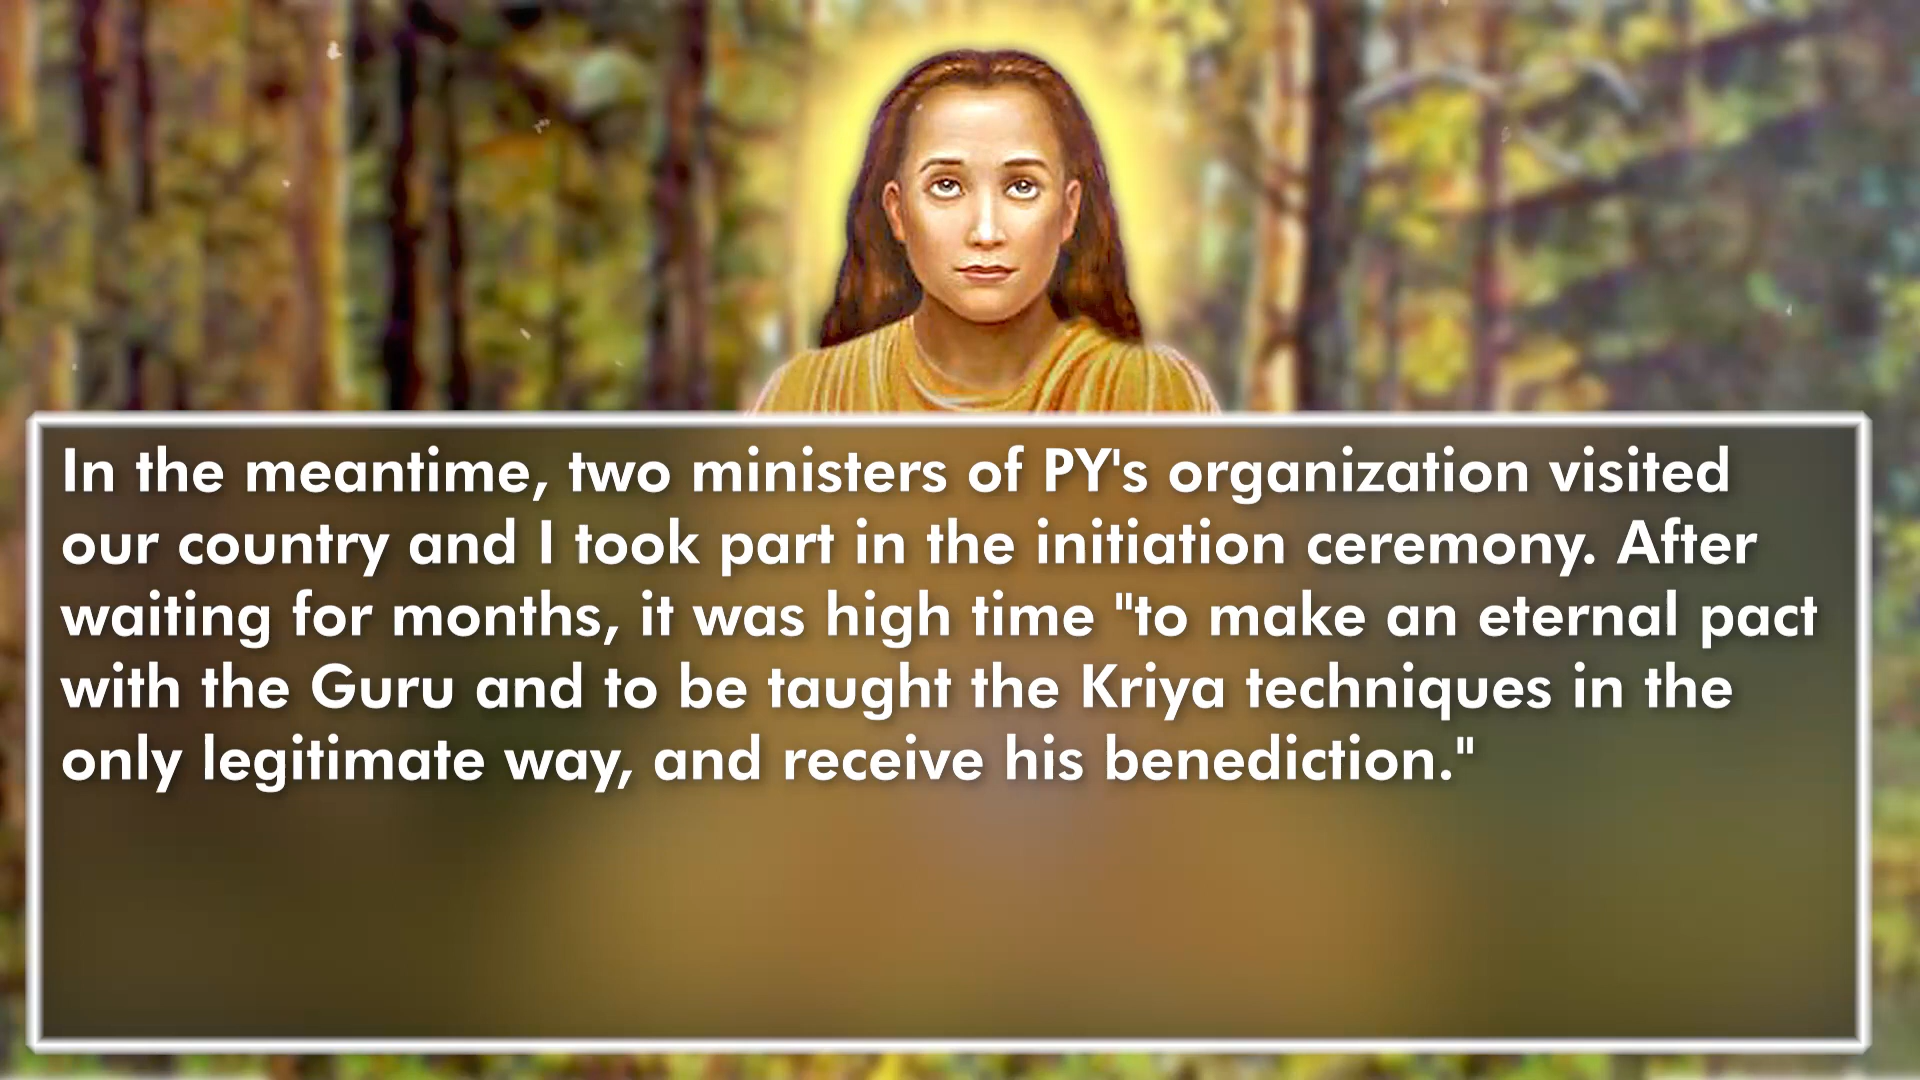 In the meantime, two ministers of PY's organization visited
our country and I took part in the initiation ceremony. After
waiting for months, it was high time "to make an eternal pact
with the Guru and to be taught the Kriya techniques in the
only legitimate way, and receive his benediction."